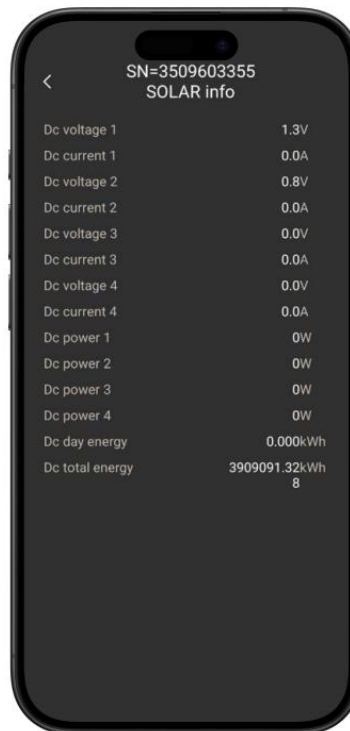 SN=3509603355
SOLAR info
Dc voltage 1 1.3V
Dc current 1 0.0A
Dc voltage 2 0.8V
Dc current 2 0.0A
Dc voltage 3 0.0V
Dc current 3 0.0A
Dc voltage 4 0.0V
Dc current 4 0.0A
Dc power 1 0W
Dc power 2 0W
Dc power 3 0W
Dc power 4 0W
Dc day energy 0.000kWh
Dc total energy 3909091.32kWh
8